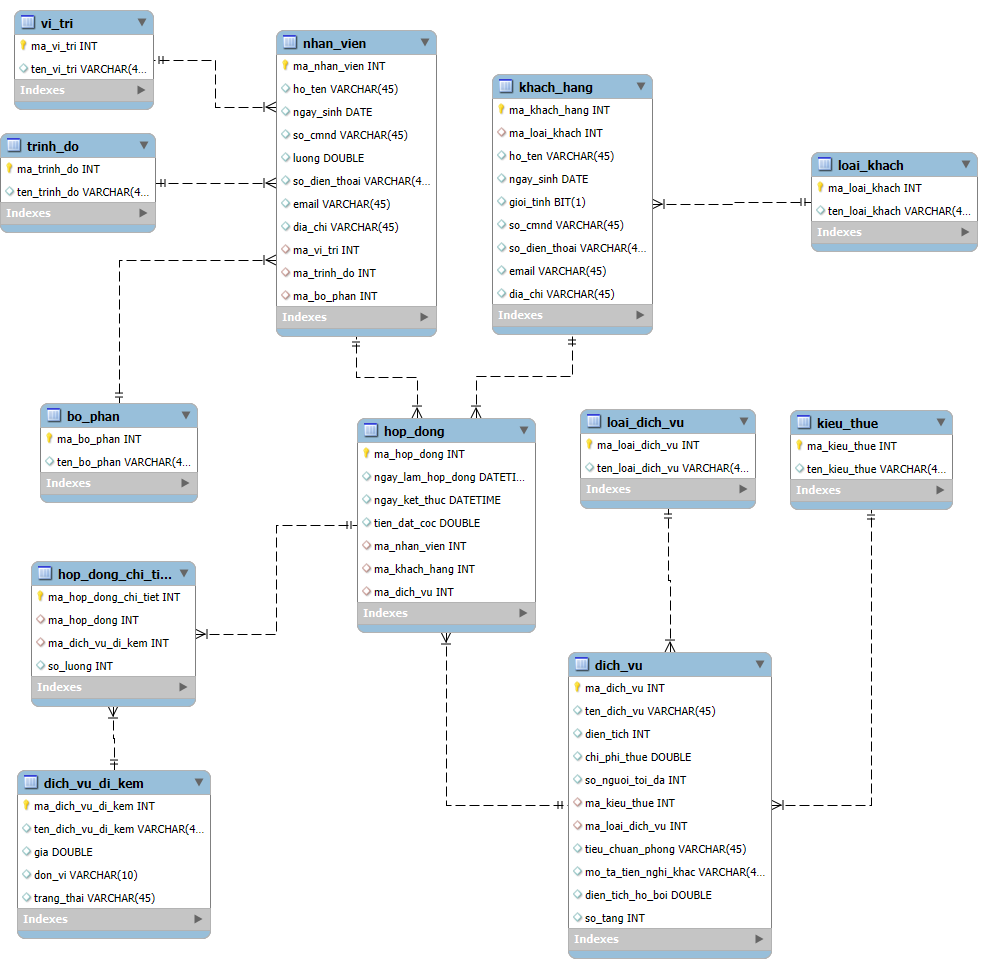 vi_tri
ma_vi_tri INT
ten_vi_tri VARCHAR(4...
Indexes
trinh_do
ma_trinh_do INT
ten_trinh_do VARCHAR(4...
Indexes
nhan_vien
ma_nhan_vien INT
ho_ten VARCHAR(45)
ngay_sinh DATE
so_cmnd VARCHAR(45)
luong DOUBLE
so_dien_thoai VARCHAR(4...
email VARCHAR(45)
dia_chi VARCHAR(45)
ma_vi_tri INT
ma_trinh_do INT
ma_bo_phan INT
Indexes
khach_hang
ma_khach_hang INT
ma_loai_khach INT
ho_ten VARCHAR(45)
ngay_sinh DATE
gioi_tinh BIT(1)
so_cmnd VARCHAR(45)
so_dien_thoai VARCHAR(4...
email VARCHAR(45)
dia_chi VARCHAR(45)
Indexes
loai_khach
ma_loai_khach INT
ten_loai_khach VARCHAR(4...
Indexes
bo_phan
ma_bo_phan INT
ten_bo_phan VARCHAR(4...
Indexes
hop_dong
ma_hop_dong INT
ngay_lam_hop_dong DATETI...
ngay_ket_thuc DATETIME
tien_dat_coc DOUBLE
ma_nhan_vien INT
ma_khach_hang INT
ma_dich_vu INT
Indexes
loai_dich_vu
ma_loai_dich_vu INT
ten_loai_dich_vu VARCHAR(4...
Indexes
kieu_thue
ma_kieu_thue INT
ten_kieu_thue VARCHAR(4...
Indexes
hop_dong_chi_ti...
ma_hop_dong_chi_tiet INT
ma_hop_dong INT
ma_dich_vu_di_kem INT
so_luong INT
Indexes
dich_vu
ma_dich_vu INT
ten_dich_vu VARCHAR(45)
dien_tich INT
chi_phi_thue DOUBLE
so_nguoi_toi_da INT
ma_kieu_thue INT
ma_loai_dich_vu INT
tieu_chuan_phong VARCHAR(45)
mo_ta_tien_nghi_khac VARCHAR(4...
dien_tich_ho_boi DOUBLE
so_tang INT
Indexes
dich_vu_di_kem
ma_dich_vu_di_kem INT
ten_dich_vu_di_kem VARCHAR(4...
gia DOUBLE
don_vi VARCHAR(10)
trang_thai VARCHAR(45)
Indexes